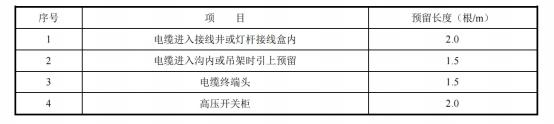 序号 项 目 预留长度（根/m）
1 电缆进入接线井或灯杆接线盒内 2.0
2 电缆进入沟内或吊架时引上预留 1.5
3 电缆终端头 1.5
4 高压开关柜 2.0